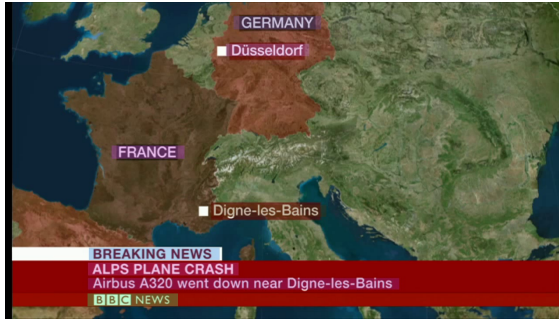 GERMANY
Düsseldorf
FRANCE
Digne-les-Bains
BREAKING NEWS
ALPS PLANE CRASH
Airbus A320 went down near Digne-les-Bains
BBC NEWS